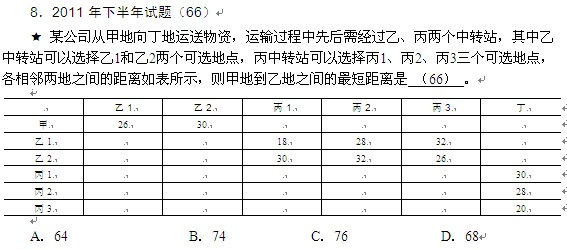 8. 2011年下半年试题（66）
★ 某公司从甲地向丁地运送物资，运输过程中先后需经过乙、丙两个中转站，其中乙
中转站可以选择乙1和乙2两个可选地点，丙中转站可以选择丙1、丙2、丙3三个可选地点，
各相邻两地之间的距离如表所示，则甲地到乙地之间的最短距离是 （66） 。
乙1 乙2 丙1 丙2 丙3 丁
甲 26 30
乙1 18 28 32
乙2 30 32 26
丙1 30
丙2 28
丙3 20
A. 64 B. 74 C. 76 D. 68